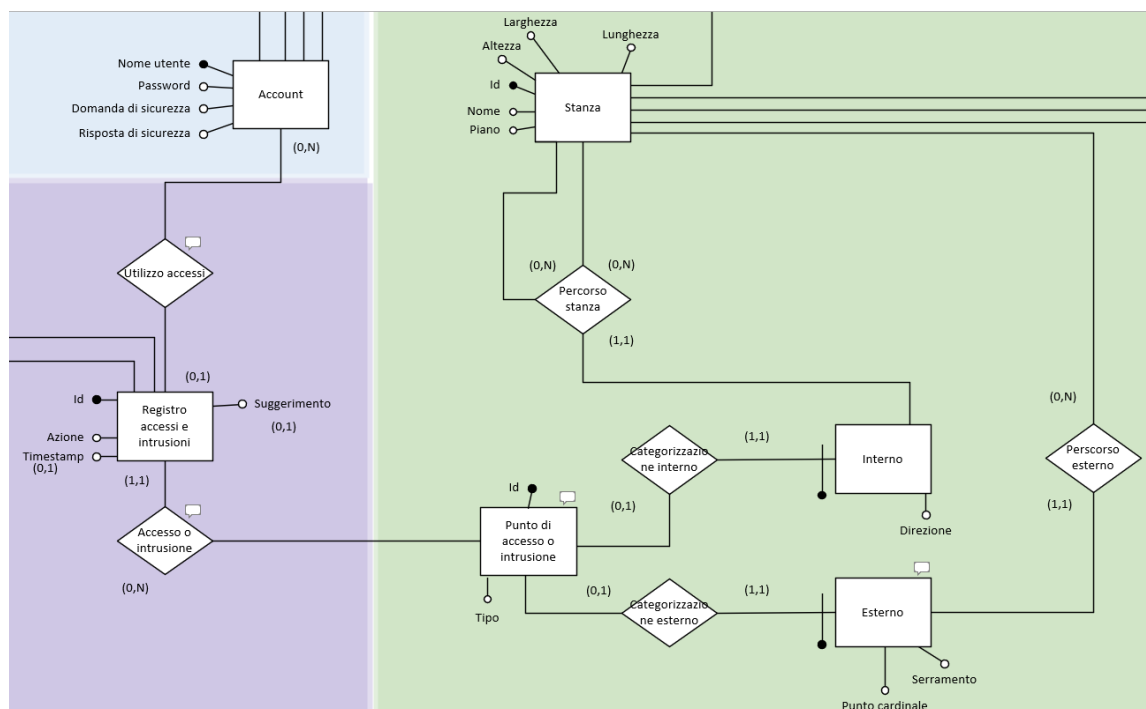 Larghezza
Lunghezza
Altezza
Nome utente
Id
Password
Account
Stanza
Domanda di sicurezza
Nome
Risposta di sicurezza
Piano
(0,N)
Utilizzo accessi
(0,N)
(0,N)
Percorso
stanza
(1,1)
(0,1)
Id
Suggerimento
(0,1)
Registro
accessi e
intrusioni
Azione
Timestamp
(0,1)
(1,1)
(0,N)
Categorizzazio
ne interno
(1,1)
Interno
Perscorso
esterno
(1,1)
Id
(0,1)
Direzione
Accesso o
intrusione
Punto di
accesso o
intrusione
(0,N)
(0,1)
Categorizzazio
ne esterno
(1,1)
Esterno
Tipo
Serramento
Punto cardinale